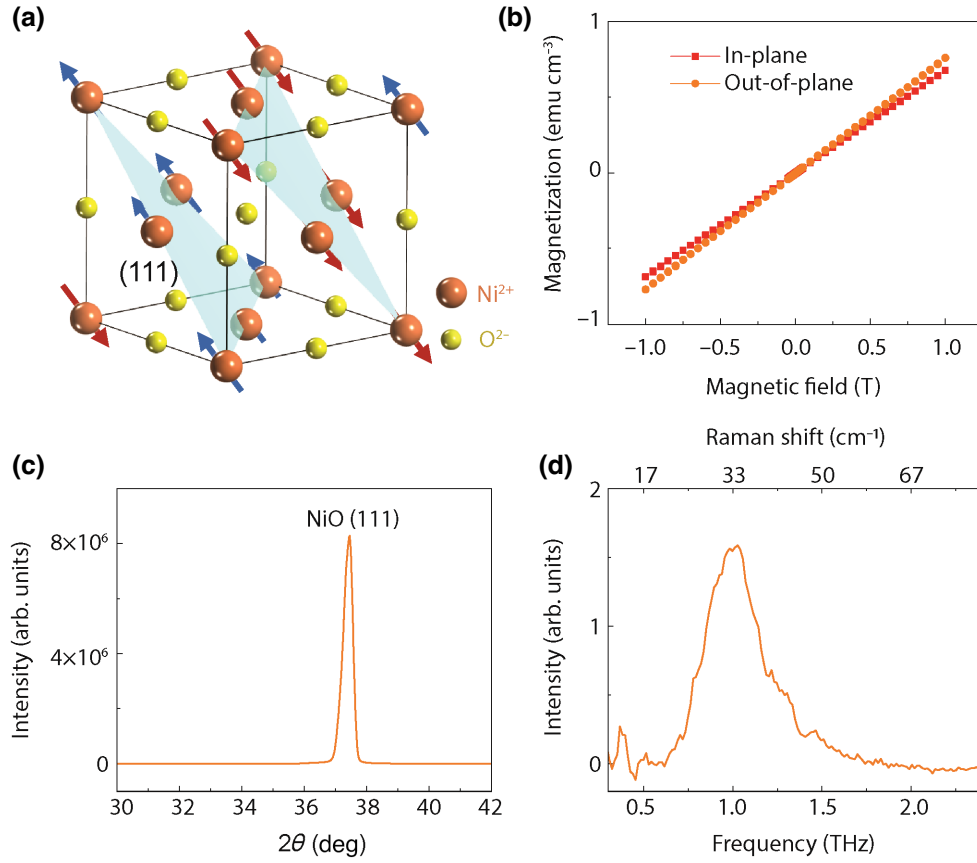 (a)
(111)
Ni²⁺
O²⁻
(b)
In-plane
Out-of-plane
Magnetization (emu cm⁻³)
1
0
−1
−1.0 −0.5 0.0 0.5 1.0
Magnetic field (T)
(c)
NiO (111)
Intensity (arb. units)
8×10⁶
4×10⁶
0
30 32 34 36 38 40 42
2θ (deg)
Raman shift (cm⁻¹)
(d)
17 33 50 67
Intensity (arb. units)
2
1
0
0.5 1.0 1.5 2.0
Frequency (THz)